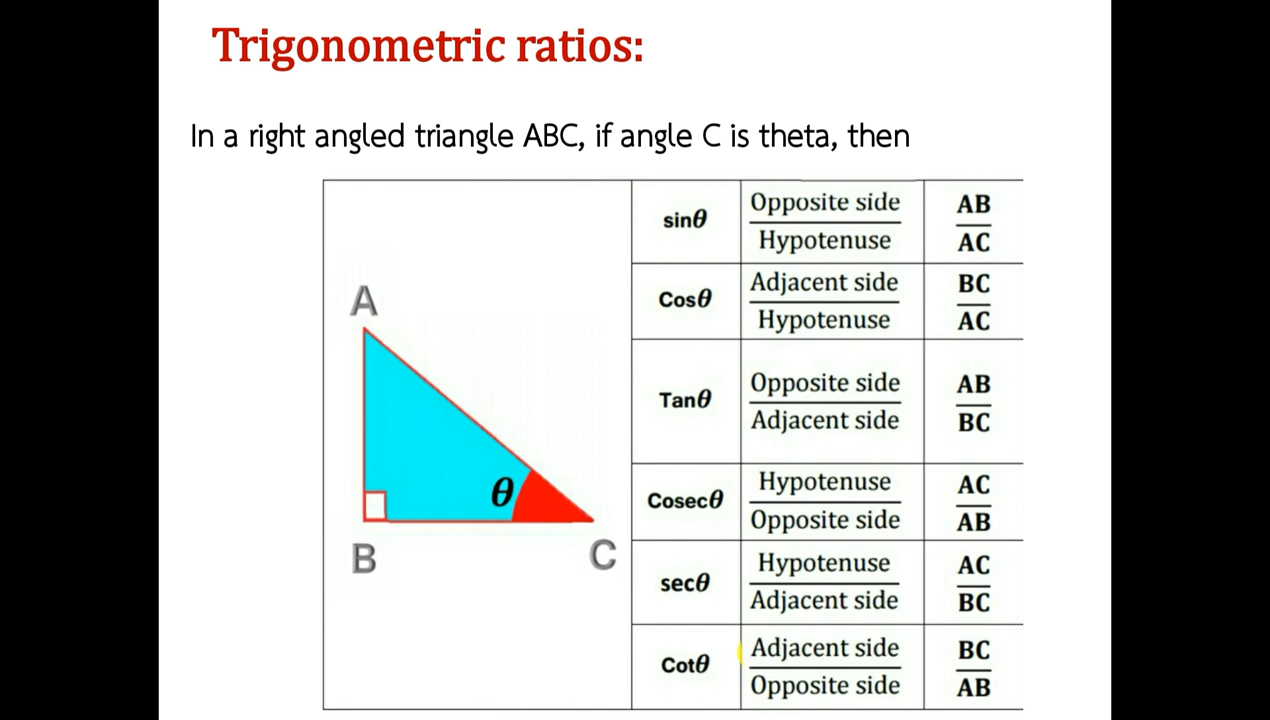 Trigonometric ratios:
In a right angled triangle ABC, if angle C is theta, then
A
B
C
θ
sinθ
Opposite side
Hypotenuse
AB
AC
Cosθ
Adjacent side
Hypotenuse
BC
AC
Tanθ
Opposite side
Adjacent side
AB
BC
Cosecθ
Hypotenuse
Opposite side
AC
AB
secθ
Hypotenuse
Adjacent side
AC
BC
Cotθ
Adjacent side
Opposite side
BC
AB